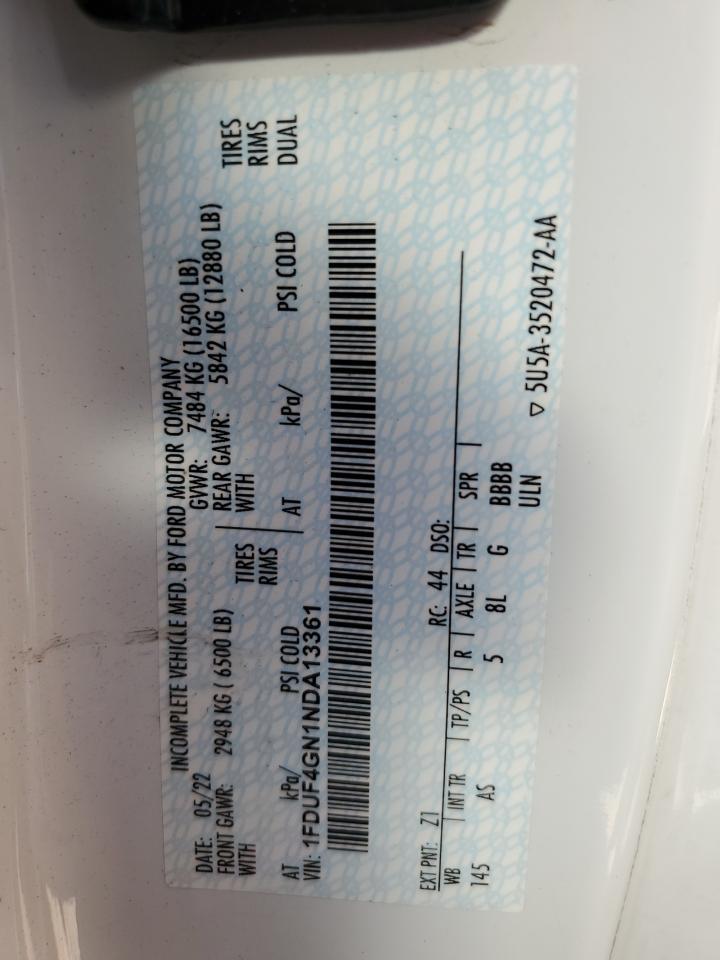 INCOMPLETE VEHICLE MFD. BY FORD MOTOR COMPANY
DATE: 05/22 GVWR: 7484 KG (16500 LB)
FRONT GAWR: 2948 KG ( 6500 LB) REAR GAWR: 5842 KG (12880 LB)
WITH TIRES WITH TIRES
RIMS RIMS
AT kPa/ PSI COLD AT kPa/ PSI COLD DUAL
VIN: 1FDUF4GN1NDA13361
EXT PNT: Z1 RC: 44 DSO:
WB | INT TR | TP/PS | R | AXLE | TR | SPR |
145 AS 5 8L G BBBB
ULN
▽ 5U5A-3520472-AA